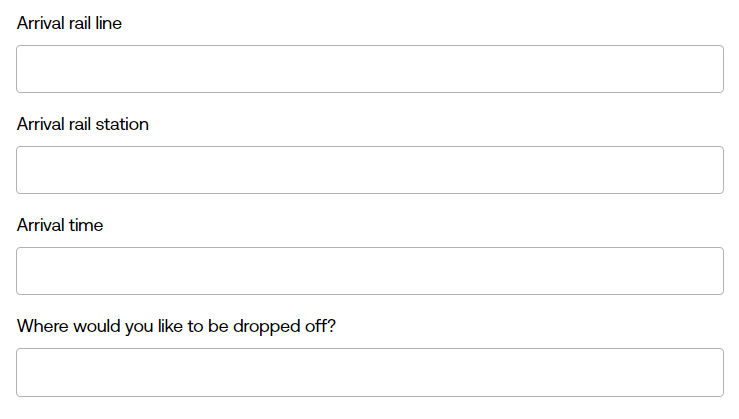 Arrival rail line
Arrival rail station
Arrival time
Where would you like to be dropped off?